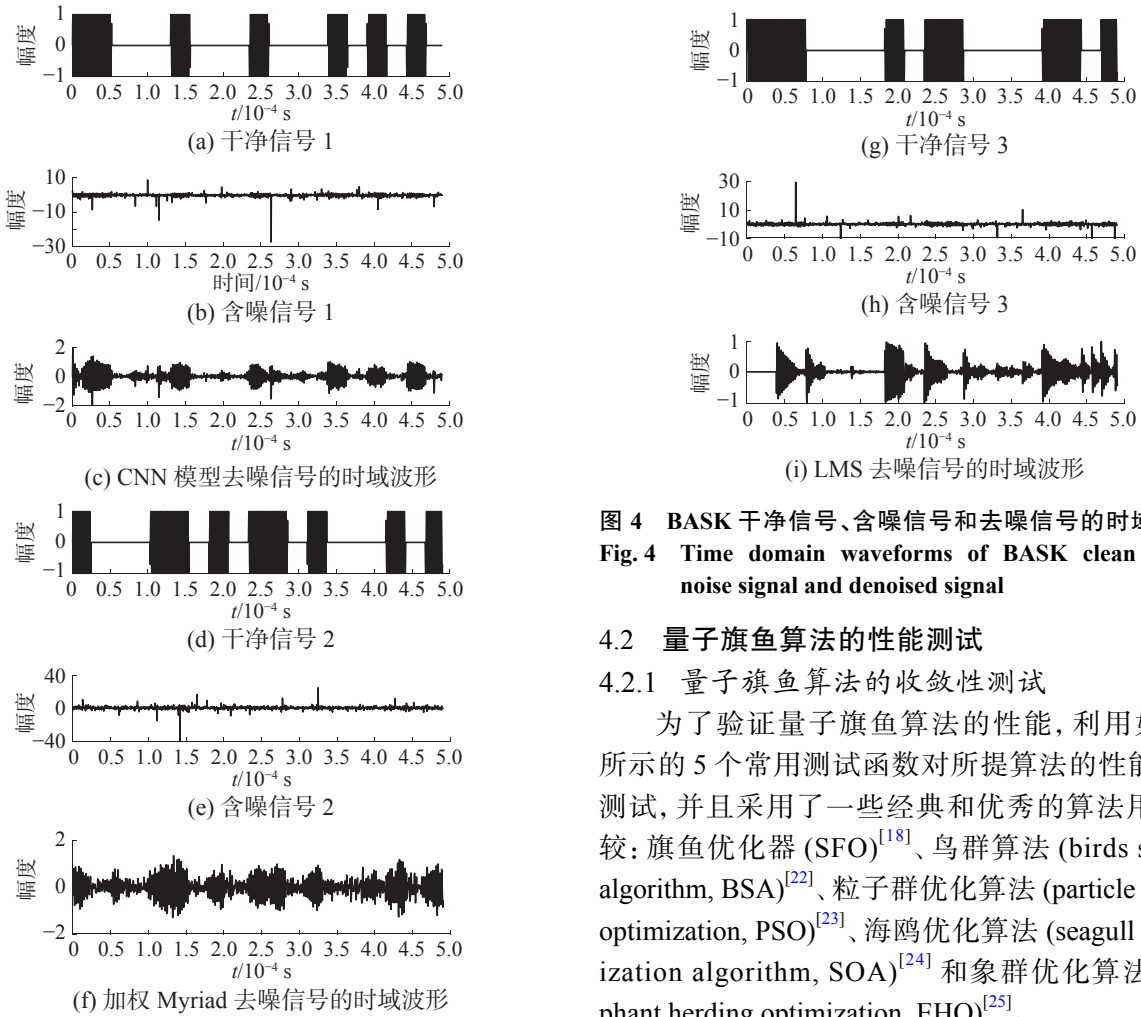 幅度
1
0
−1
0 0.5 1.0 1.5 2.0 2.5 3.0 3.5 4.0 4.5 5.0
t/10⁻⁴ s
(a) 干净信号 1
幅度
10
−10
−30
0 0.5 1.0 1.5 2.0 2.5 3.0 3.5 4.0 4.5 5.0
时间/10⁻⁴ s
(b) 含噪信号 1
幅度
2
0
−2
0 0.5 1.0 1.5 2.0 2.5 3.0 3.5 4.0 4.5 5.0
t/10⁻⁴ s
(c) CNN 模型去噪信号的时域波形
幅度
1
0
−1
0 0.5 1.0 1.5 2.0 2.5 3.0 3.5 4.0 4.5 5.0
t/10⁻⁴ s
(d) 干净信号 2
幅度
40
0
−40
0 0.5 1.0 1.5 2.0 2.5 3.0 3.5 4.0 4.5 5.0
t/10⁻⁴ s
(e) 含噪信号 2
幅度
2
0
−2
0 0.5 1.0 1.5 2.0 2.5 3.0 3.5 4.0 4.5 5.0
t/10⁻⁴ s
(f) 加权 Myriad 去噪信号的时域波形
幅度
1
0
−1
0 0.5 1.0 1.5 2.0 2.5 3.0 3.5 4.0 4.5 5.0
t/10⁻⁴ s
(g) 干净信号 3
幅度
30
10
−10
0 0.5 1.0 1.5 2.0 2.5 3.0 3.5 4.0 4.5 5.0
t/10⁻⁴ s
(h) 含噪信号 3
幅度
1
0
−1
0 0.5 1.0 1.5 2.0 2.5 3.0 3.5 4.0 4.5 5.0
t/10⁻⁴ s
(i) LMS 去噪信号的时域波形
图 4 BASK 干净信号、含噪信号和去噪信号的时域
Fig. 4 Time domain waveforms of BASK clean
noise signal and denoised signal
4.2 量子旗鱼算法的性能测试
4.2.1 量子旗鱼算法的收敛性测试
为了验证量子旗鱼算法的性能, 利用
所示的 5 个常用测试函数对所提算法的性能
测试, 并且采用了一些经典和优秀的算法用
较: 旗鱼优化器 (SFO)[18]、鸟群算法 (birds s
algorithm, BSA)[22]、粒子群优化算法 (particle
optimization, PSO)[23]、海鸥优化算法 (seagull
ization algorithm, SOA)[24] 和象群优化算法
phant herding optimization, EHO)[25]